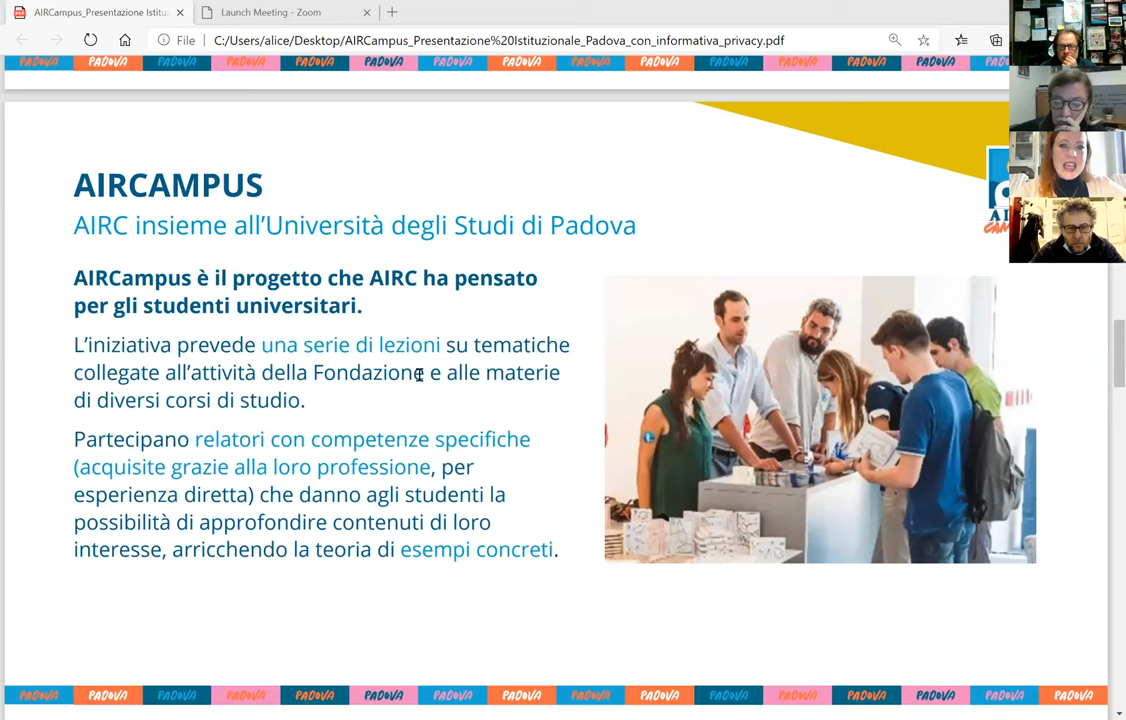 AIRCampus_Presentazione Istitu
Launch Meeting - Zoom
File
C:/Users/alice/Desktop/AIRCampus_Presentazione%20Istituzionale_Padova_con_informativa_privacy.pdf
PADOVA PADOVA PADOVA PADOVA PADOVA PADOVA PADOVA PADOVA PADOVA PADOVA PADOVA PADOVA PADOVA PADOVA
AIRCAMPUS
AIRC insieme all’Università degli Studi di Padova
AIRCampus è il progetto che AIRC ha pensato
per gli studenti universitari.
L’iniziativa prevede una serie di lezioni su tematiche
collegate all’attività della Fondazione e alle materie
di diversi corsi di studio.
Partecipano relatori con competenze specifiche
(acquisite grazie alla loro professione, per
esperienza diretta) che danno agli studenti la
possibilità di approfondire contenuti di loro
interesse, arricchendo la teoria di esempi concreti.
PADOVA PADOVA PADOVA PADOVA PADOVA PADOVA PADOVA PADOVA PADOVA PADOVA PADOVA PADOVA PADOVA PADOVA PADOVA PADOVA